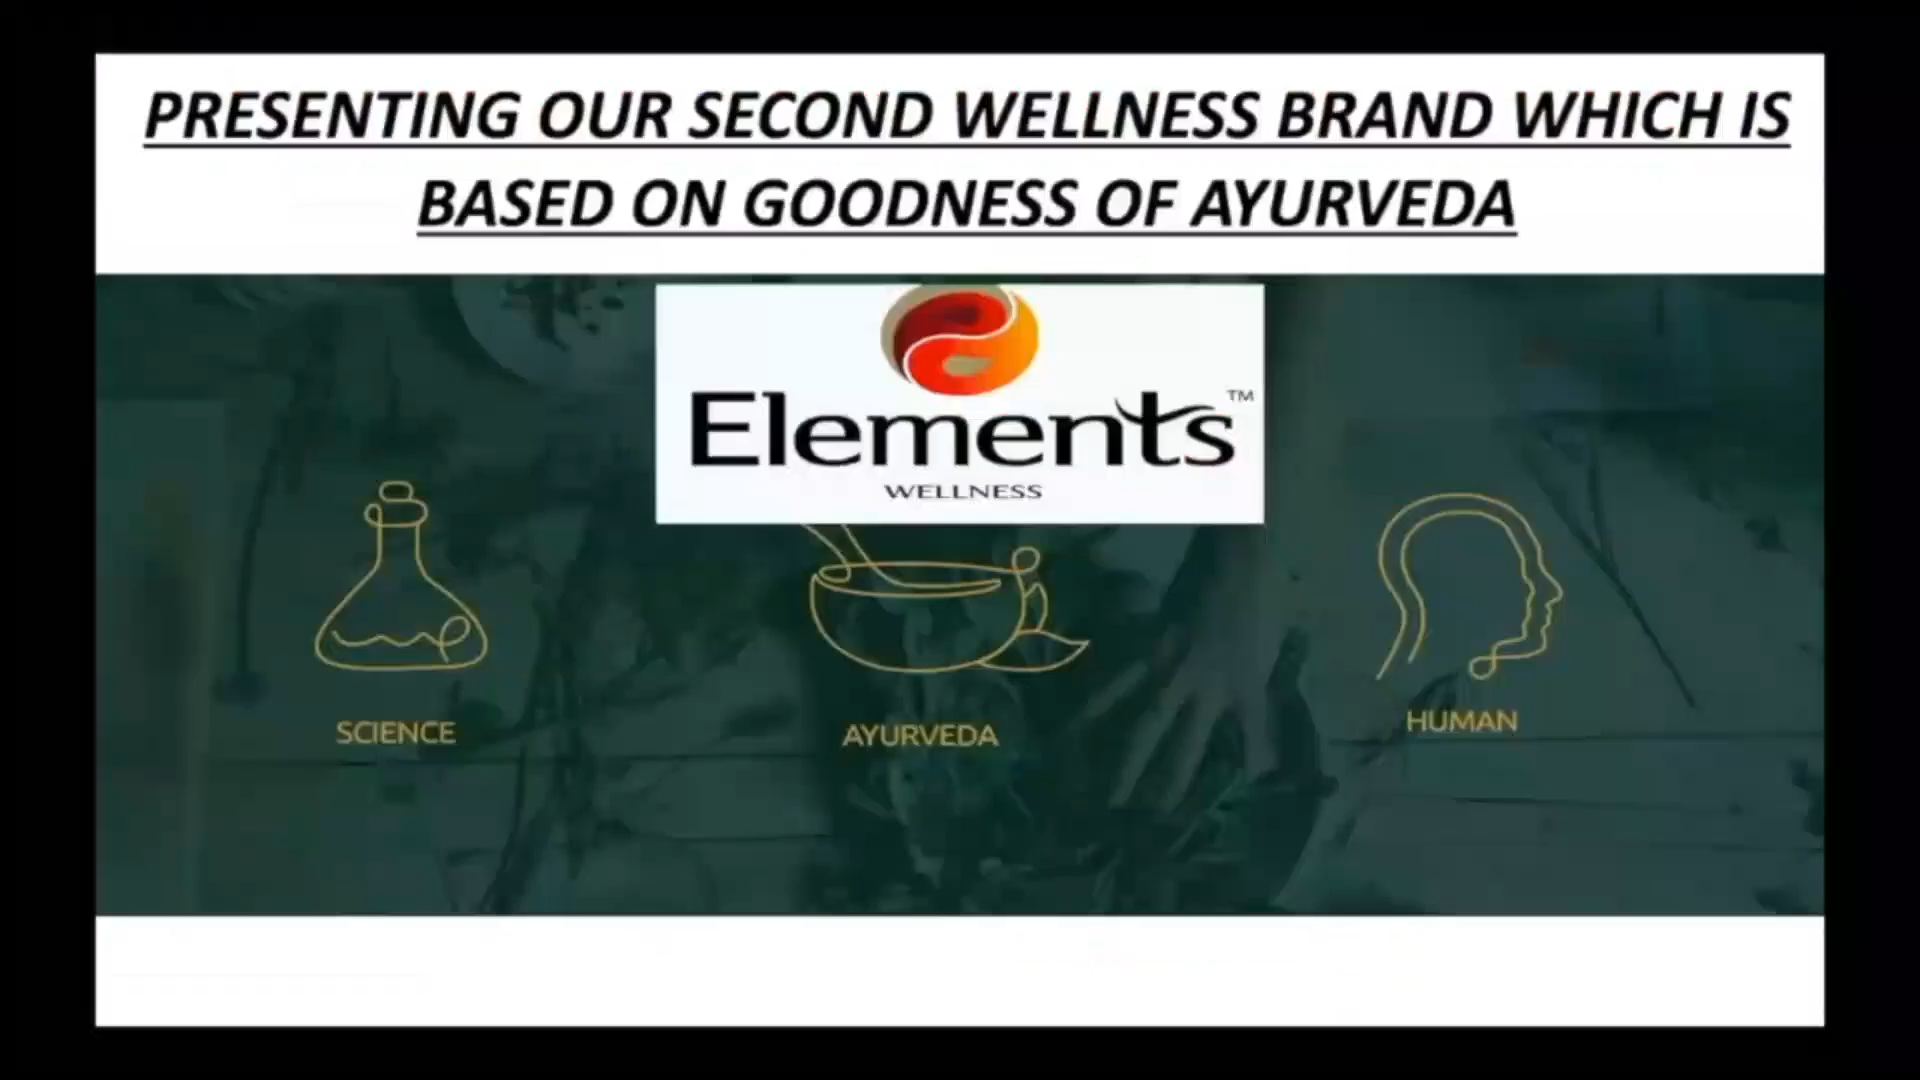 PRESENTING OUR SECOND WELLNESS BRAND WHICH IS
BASED ON GOODNESS OF AYURVEDA
Elements™
WELLNESS
SCIENCE
AYURVEDA
HUMAN